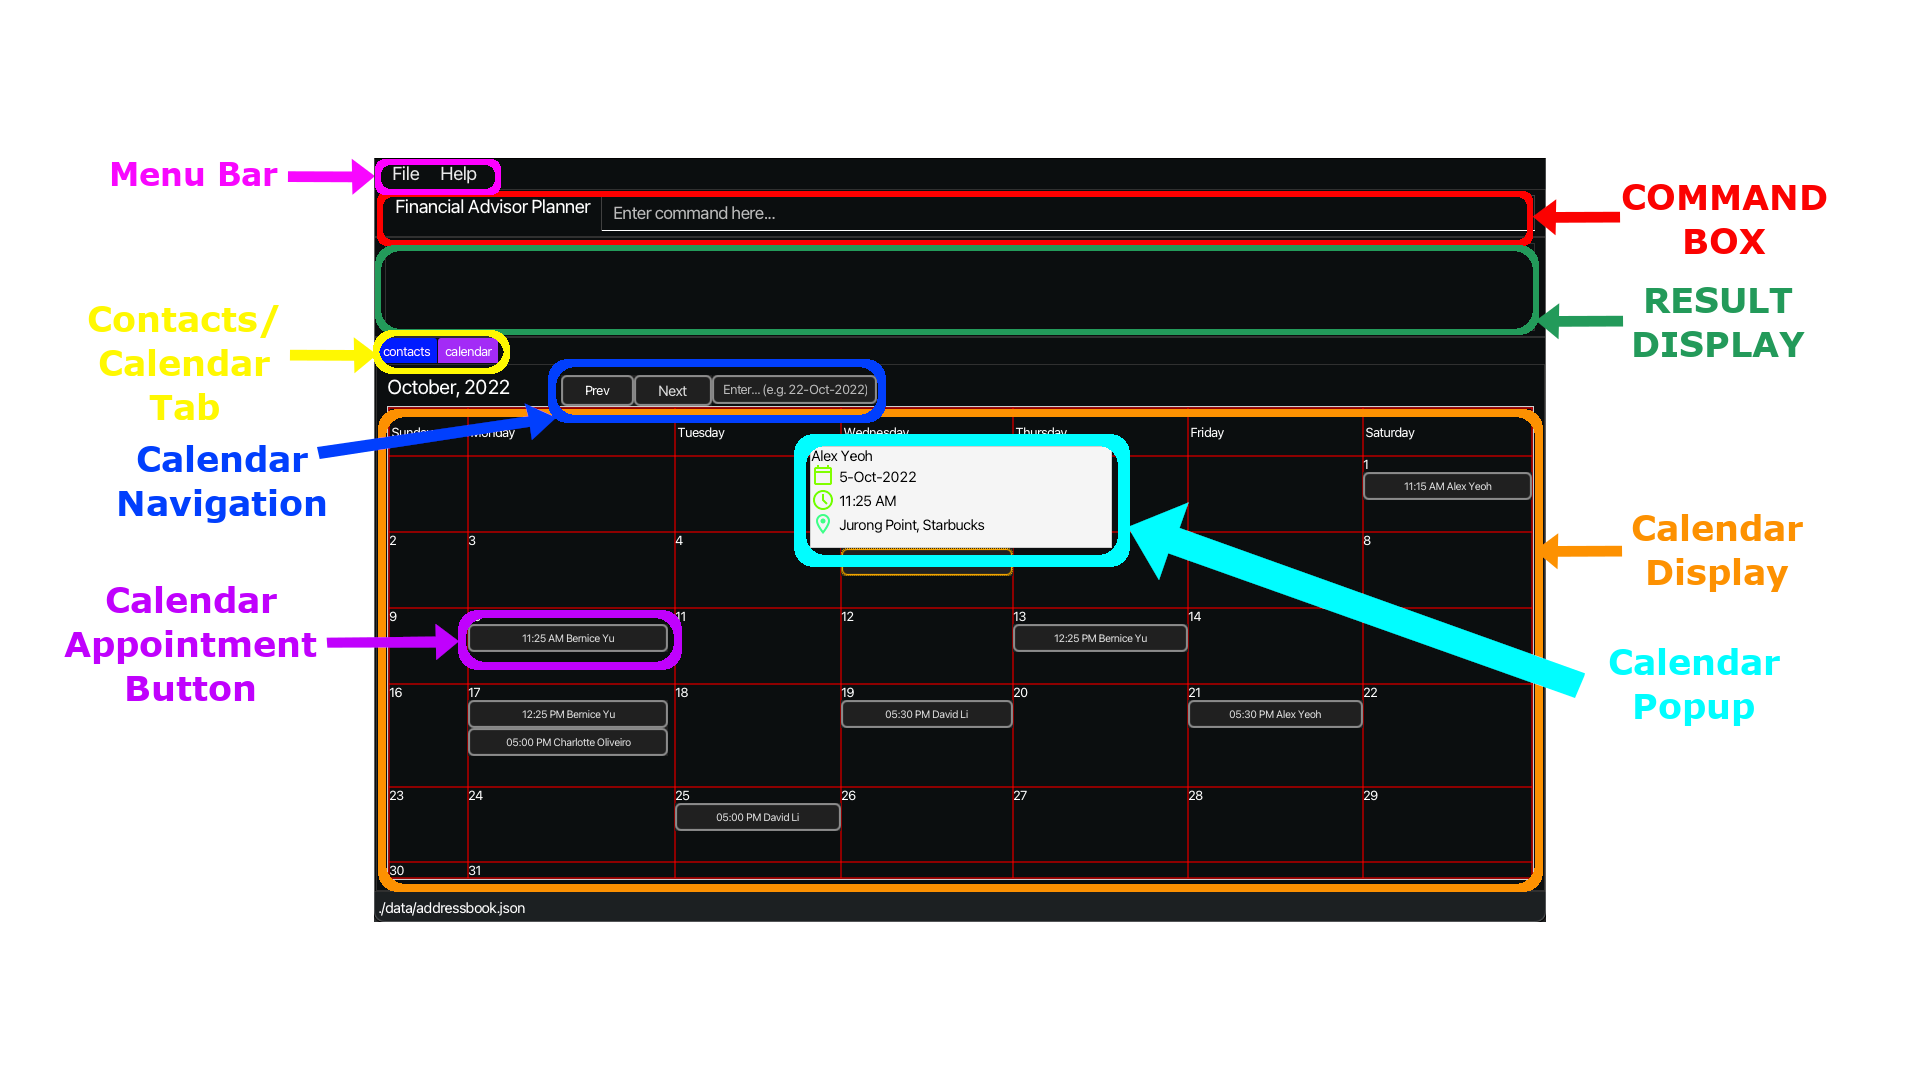 Menu Bar
File Help
Financial Advisor Planner
Enter command here...
COMMAND
BOX
RESULT
DISPLAY
Contacts/
Calendar
Tab
contacts calendar
October, 2022
Prev Next Enter... (e.g. 22-Oct-2022)
Calendar
Navigation
Sunday Monday Tuesday Wednesday Thursday Friday Saturday
Alex Yeoh
5-Oct-2022
11:25 AM
Jurong Point, Starbucks
1
11:15 AM Alex Yeoh
2 3 4 8
Calendar
Display
Calendar
Appointment
Button
9 11 12 13 14
11:25 AM Bernice Yu 12:25 PM Bernice Yu
Calendar
Popup
16 17 18 19 20 21 22
12:25 PM Bernice Yu 05:30 PM David Li 05:30 PM Alex Yeoh
05:00 PM Charlotte Oliveiro
23 24 25 26 27 28 29
05:00 PM David Li
30 31
./data/addressbook.json